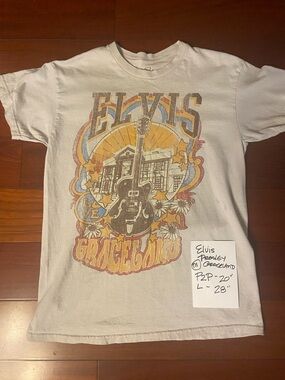 ELVIS
GRACELAND
Elvis
Presley
Graceland
P2P - 20"
L - 28"